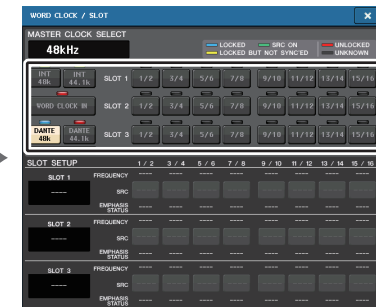 WORD CLOCK / SLOT
MASTER CLOCK SELECT
48kHz
LOCKED SRC ON UNLOCKED
LOCKED BUT NOT SYNC'ED UNKNOWN
INT 48k INT 44.1k SLOT 1 1/2 3/4 5/6 7/8 9/10 11/12 13/14 15/16
WORD CLOCK IN SLOT 2 1/2 3/4 5/6 7/8 9/10 11/12 13/14 15/16
DANTE 48k DANTE 44.1k SLOT 3 1/2 3/4 5/6 7/8 9/10 11/12 13/14 15/16
SLOT SETUP 1 / 2 3 / 4 5 / 6 7 / 8 9 / 10 11 / 12 13 / 14 15 / 16
SLOT 1 FREQUENCY ---- ---- ---- ---- ---- ---- ---- ----
---- SRC
EMPHASIS STATUS ---- ---- ---- ---- ---- ---- ---- ----
SLOT 2 FREQUENCY ---- ---- ---- ---- ---- ---- ---- ----
---- SRC
EMPHASIS STATUS ---- ---- ---- ---- ---- ---- ---- ----
SLOT 3 FREQUENCY ---- ---- ---- ---- ---- ---- ---- ----
---- SRC
EMPHASIS STATUS ---- ---- ---- ---- ---- ---- ---- ----